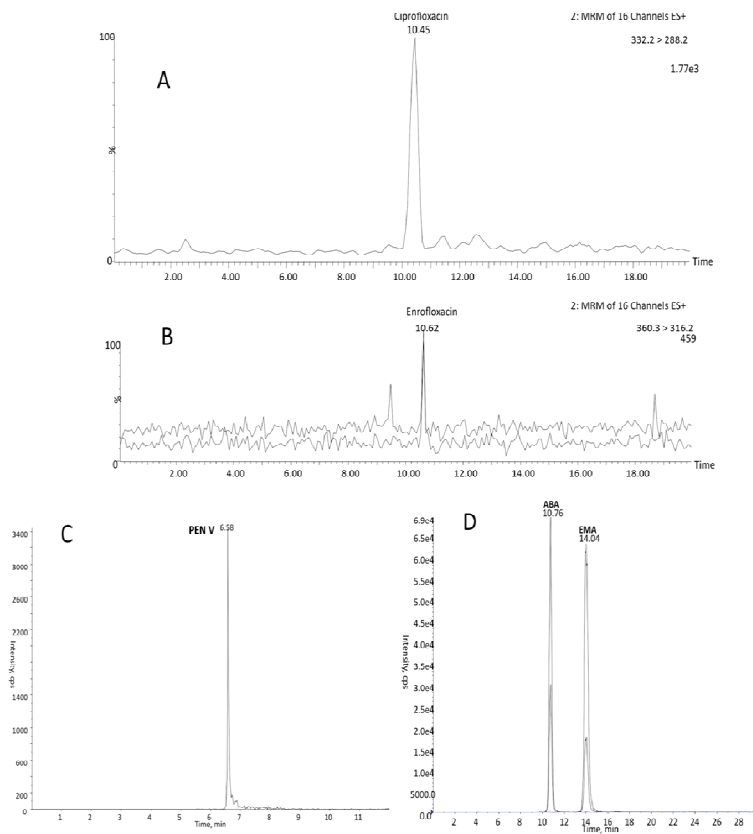 Ciprofloxacin
10.45
2: MRM of 16 Channels ES+
332.2 > 288.2
1.77e3
100
A
%
0
Time
2.00 4.00 6.00 8.00 10.00 12.00 14.00 16.00 18.00
Enrofloxacin
10.62
2: MRM of 16 Channels ES+
360.3 > 316.2
459
100
B
%
0
Time
2.00 4.00 6.00 8.00 10.00 12.00 14.00 16.00 18.00
C
PEN V 6.58
3400
3000
2600
2200
Intensity, cps
1400
1000
600
200
0
1 2 3 4 5 6 7 8 9 10 11
Time, min
D
ABA
10.76
EMA
14.04
6.9e4
6.5e4
6.0e4
5.5e4
5.0e4
4.5e4
4.0e4
Intensity, cps
3.5e4
3.0e4
2.5e4
2.0e4
1.5e4
1.0e4
5000.0
0.0
2 4 6 8 10 12 14 16 18 20 22 24 26 28
Time, min